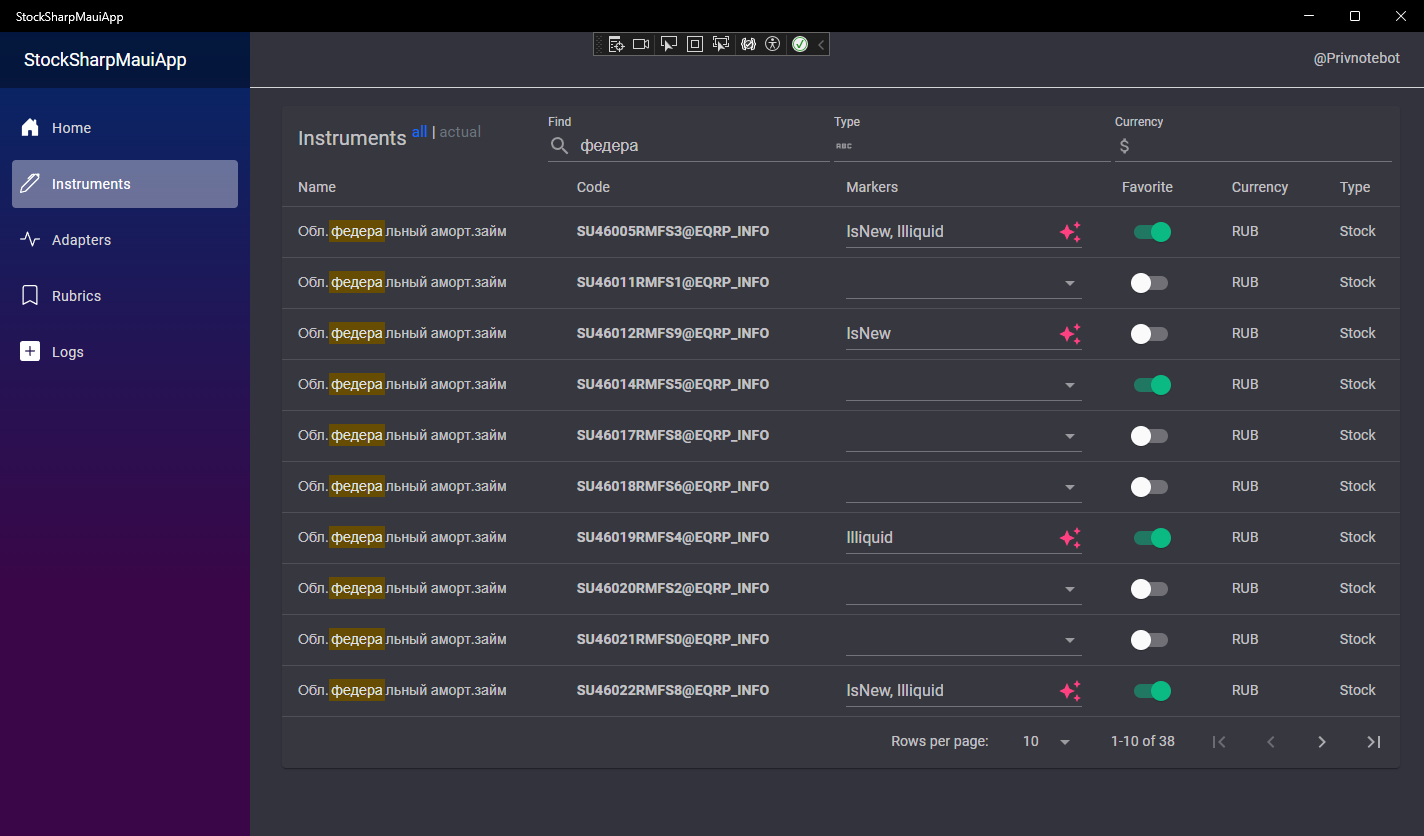 StockSharpMauiApp
StockSharpMauiApp
@Privnotebot
Home
Instruments
Adapters
Rubrics
Logs
Instruments all | actual
Find
федера
Type
ABC
Currency
$
Name Code Markers Favorite Currency Type
Обл.федеральный аморт.займ SU46005RMFS3@EQRP_INFO IsNew, Illiquid RUB Stock
Обл.федеральный аморт.займ SU46011RMFS1@EQRP_INFO RUB Stock
Обл.федеральный аморт.займ SU46012RMFS9@EQRP_INFO IsNew RUB Stock
Обл.федеральный аморт.займ SU46014RMFS5@EQRP_INFO RUB Stock
Обл.федеральный аморт.займ SU46017RMFS8@EQRP_INFO RUB Stock
Обл.федеральный аморт.займ SU46018RMFS6@EQRP_INFO RUB Stock
Обл.федеральный аморт.займ SU46019RMFS4@EQRP_INFO Illiquid RUB Stock
Обл.федеральный аморт.займ SU46020RMFS2@EQRP_INFO RUB Stock
Обл.федеральный аморт.займ SU46021RMFS0@EQRP_INFO RUB Stock
Обл.федеральный аморт.займ SU46022RMFS8@EQRP_INFO IsNew, Illiquid RUB Stock
Rows per page: 10 1-10 of 38